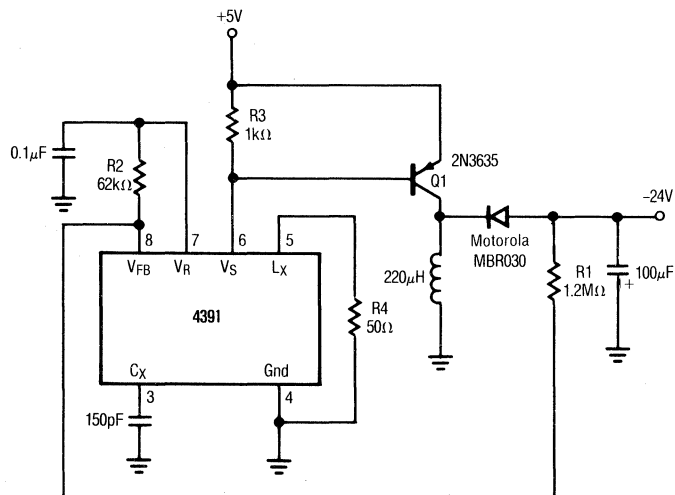 +5V
R3
1kΩ
0.1μF
R2
62kΩ
2N3635
Q1
−24V
8
7
6
5
Motorola
MBR030
VFB
VR
VS
LX
220μH
R1
1.2MΩ
100μF
+
4391
R4
50Ω
CX
Gnd
3
4
150pF